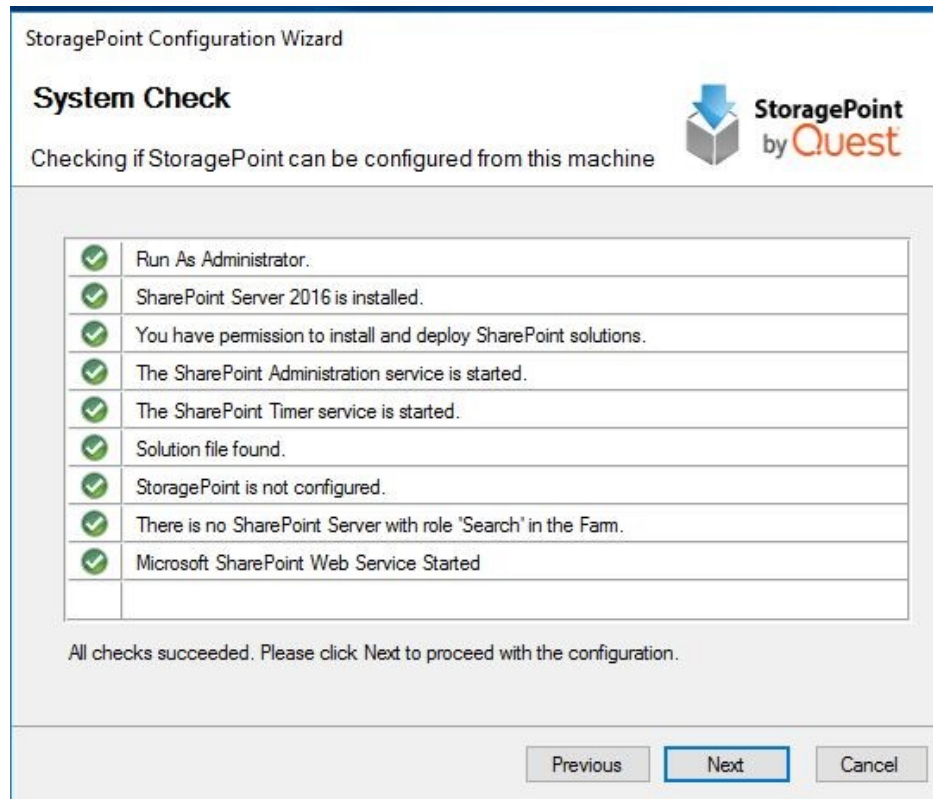 StoragePoint Configuration Wizard
System Check
Checking if StoragePoint can be configured from this machine
StoragePoint
by Quest
Run As Administrator.
SharePoint Server 2016 is installed.
You have permission to install and deploy SharePoint solutions.
The SharePoint Administration service is started.
The SharePoint Timer service is started.
Solution file found.
StoragePoint is not configured.
There is no SharePoint Server with role 'Search' in the Farm.
Microsoft SharePoint Web Service Started
All checks succeeded. Please click Next to proceed with the configuration.
Previous Next Cancel